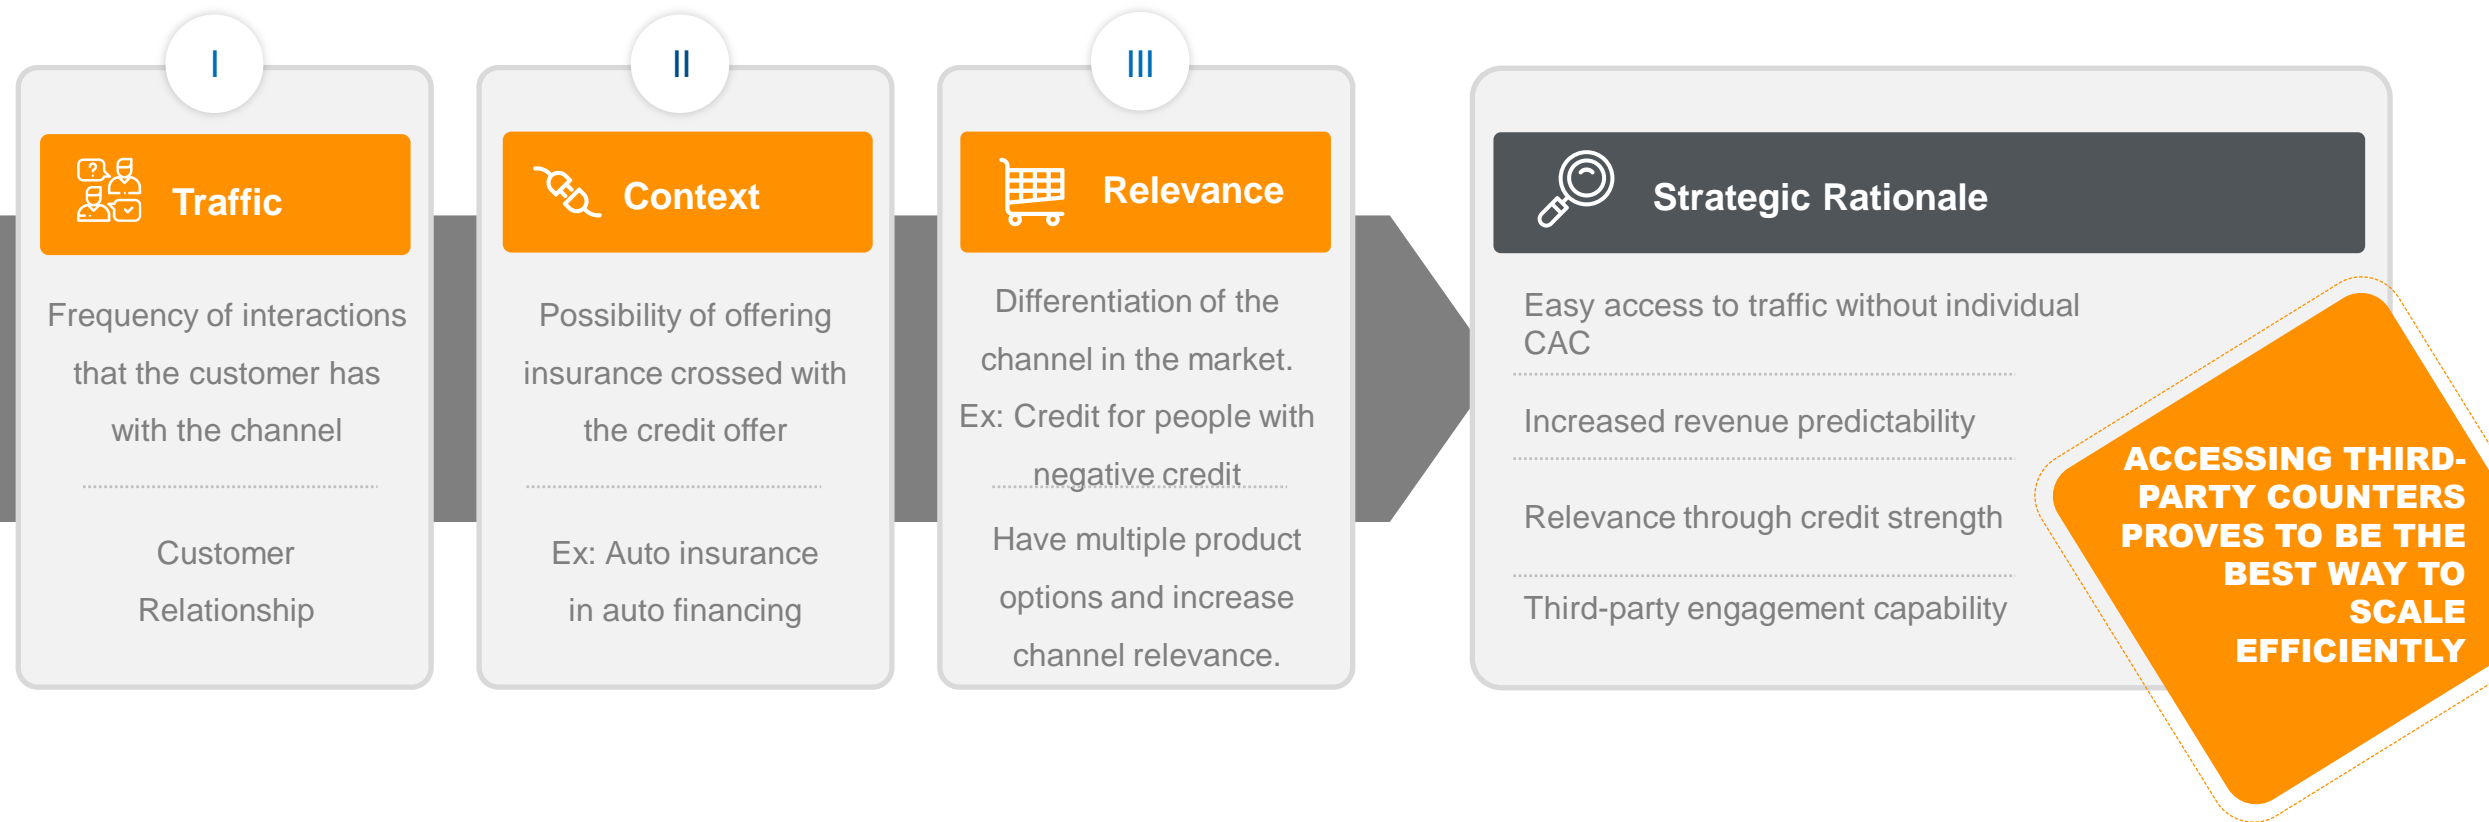 I
Traffic
Frequency of interactions
that the customer has
with the channel
Customer
Relationship
II
Context
Possibility of offering
insurance crossed with
the credit offer
Ex: Auto insurance
in auto financing
III
Relevance
Differentiation of the
channel in the market.
Ex: Credit for people with
negative credit
Have multiple product
options and increase
channel relevance.
Strategic Rationale
Easy access to traffic without individual
CAC
Increased revenue predictability
Relevance through credit strength
Third-party engagement capability
ACCESSING THIRD-
PARTY COUNTERS
PROVES TO BE THE
BEST WAY TO
SCALE
EFFICIENTLY